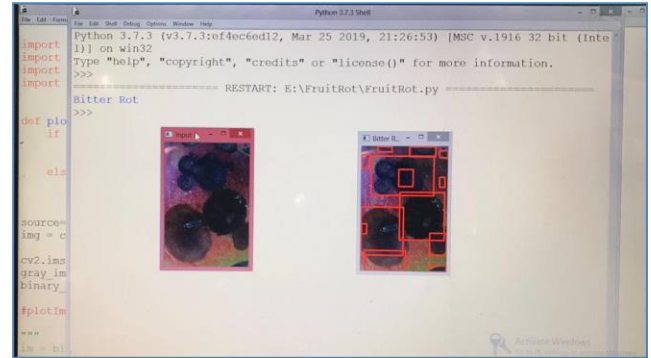 Python 3.7.3 Shell
File Edit Shell Debug Options Window Help
Python 3.7.3 (v3.7.3:ef4ec6ed12, Mar 25 2019, 21:26:53) [MSC v.1916 32 bit (Inte
l)] on win32
Type "help", "copyright", "credits" or "license()" for more information.
>>>
==================== RESTART: E:\FruitRot\FruitRot.py ====================
Bitter Rot
>>>
File Edit Form
import
import
import
import
def plo
if
els
source=
img = c
cv2.ims
gray_im
binary_
#plotIm
"""
im = bi
Input
Bitter R...
Activate Windows